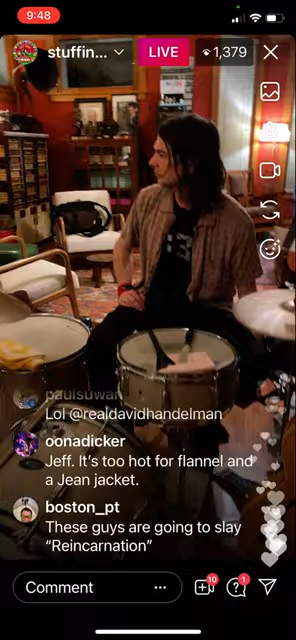 9:48
stuffin...
LIVE
1,379
paulsuwan
Lol @realdavidhandelman
oonadicker
Jeff. It's too hot for flannel and
a Jean jacket.
boston_pt
These guys are going to slay
“Reincarnation”
Comment
10
1